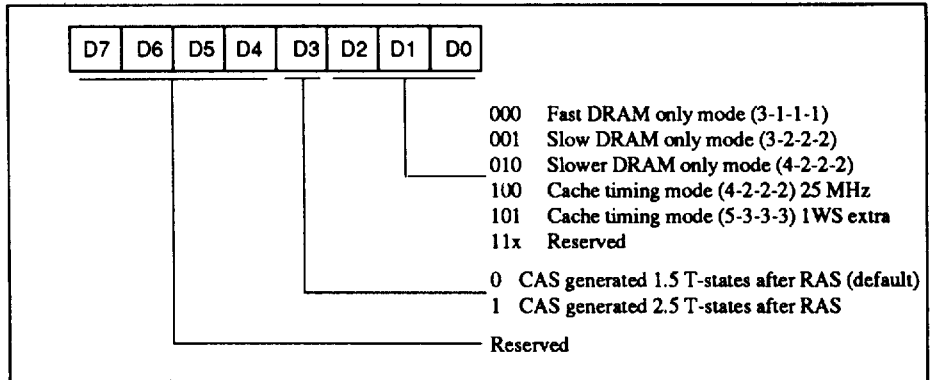 D7 D6 D5 D4 D3 D2 D1 D0
000 Fast DRAM only mode (3-1-1-1)
001 Slow DRAM only mode (3-2-2-2)
010 Slower DRAM only mode (4-2-2-2)
100 Cache timing mode (4-2-2-2) 25 MHz
101 Cache timing mode (5-3-3-3) 1WS extra
11x Reserved
0 CAS generated 1.5 T-states after RAS (default)
1 CAS generated 2.5 T-states after RAS
Reserved